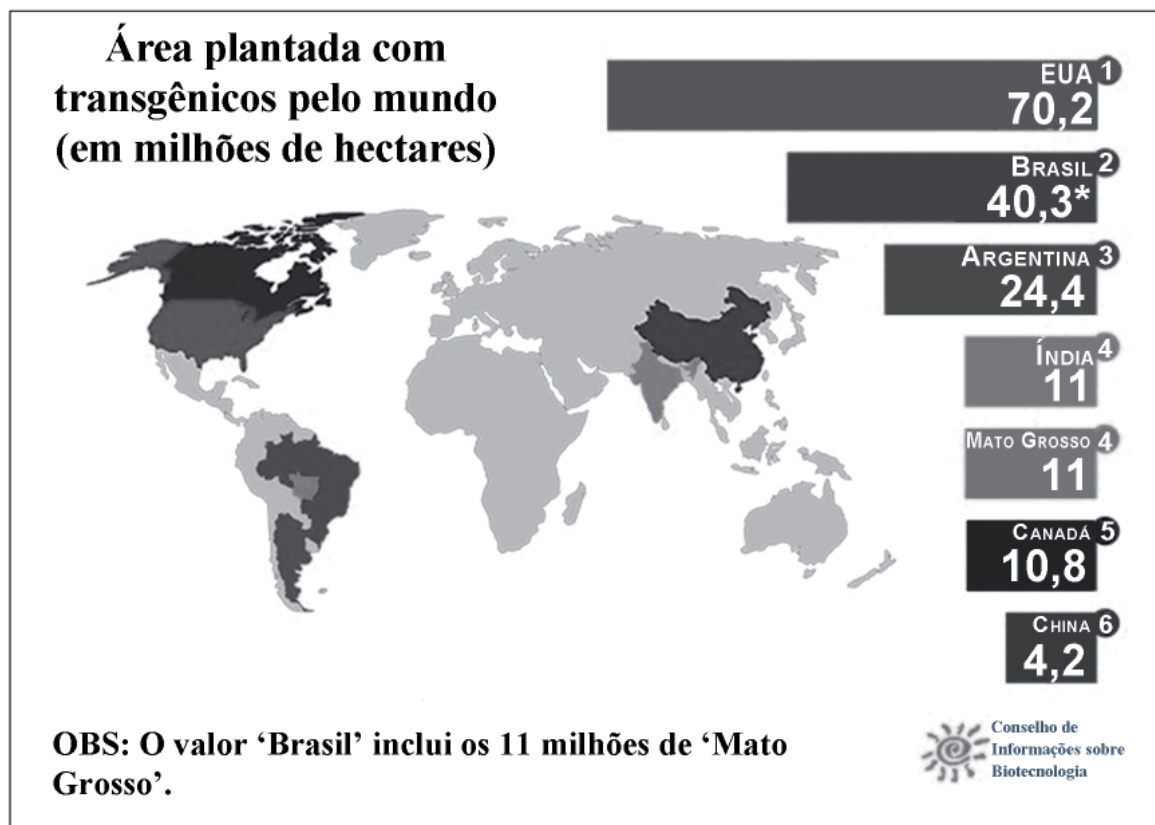 Área plantada com
transgênicos pelo mundo
(em milhões de hectares)
EUA 1
70,2
BRASIL 2
40,3*
ARGENTINA 3
24,4
ÍNDIA 4
11
MATO GROSSO 4
11
CANADÁ 5
10,8
CHINA 6
4,2
OBS: O valor ‘Brasil’ inclui os 11 milhões de ‘Mato
Grosso’.
Conselho de
Informações sobre
Biotecnologia